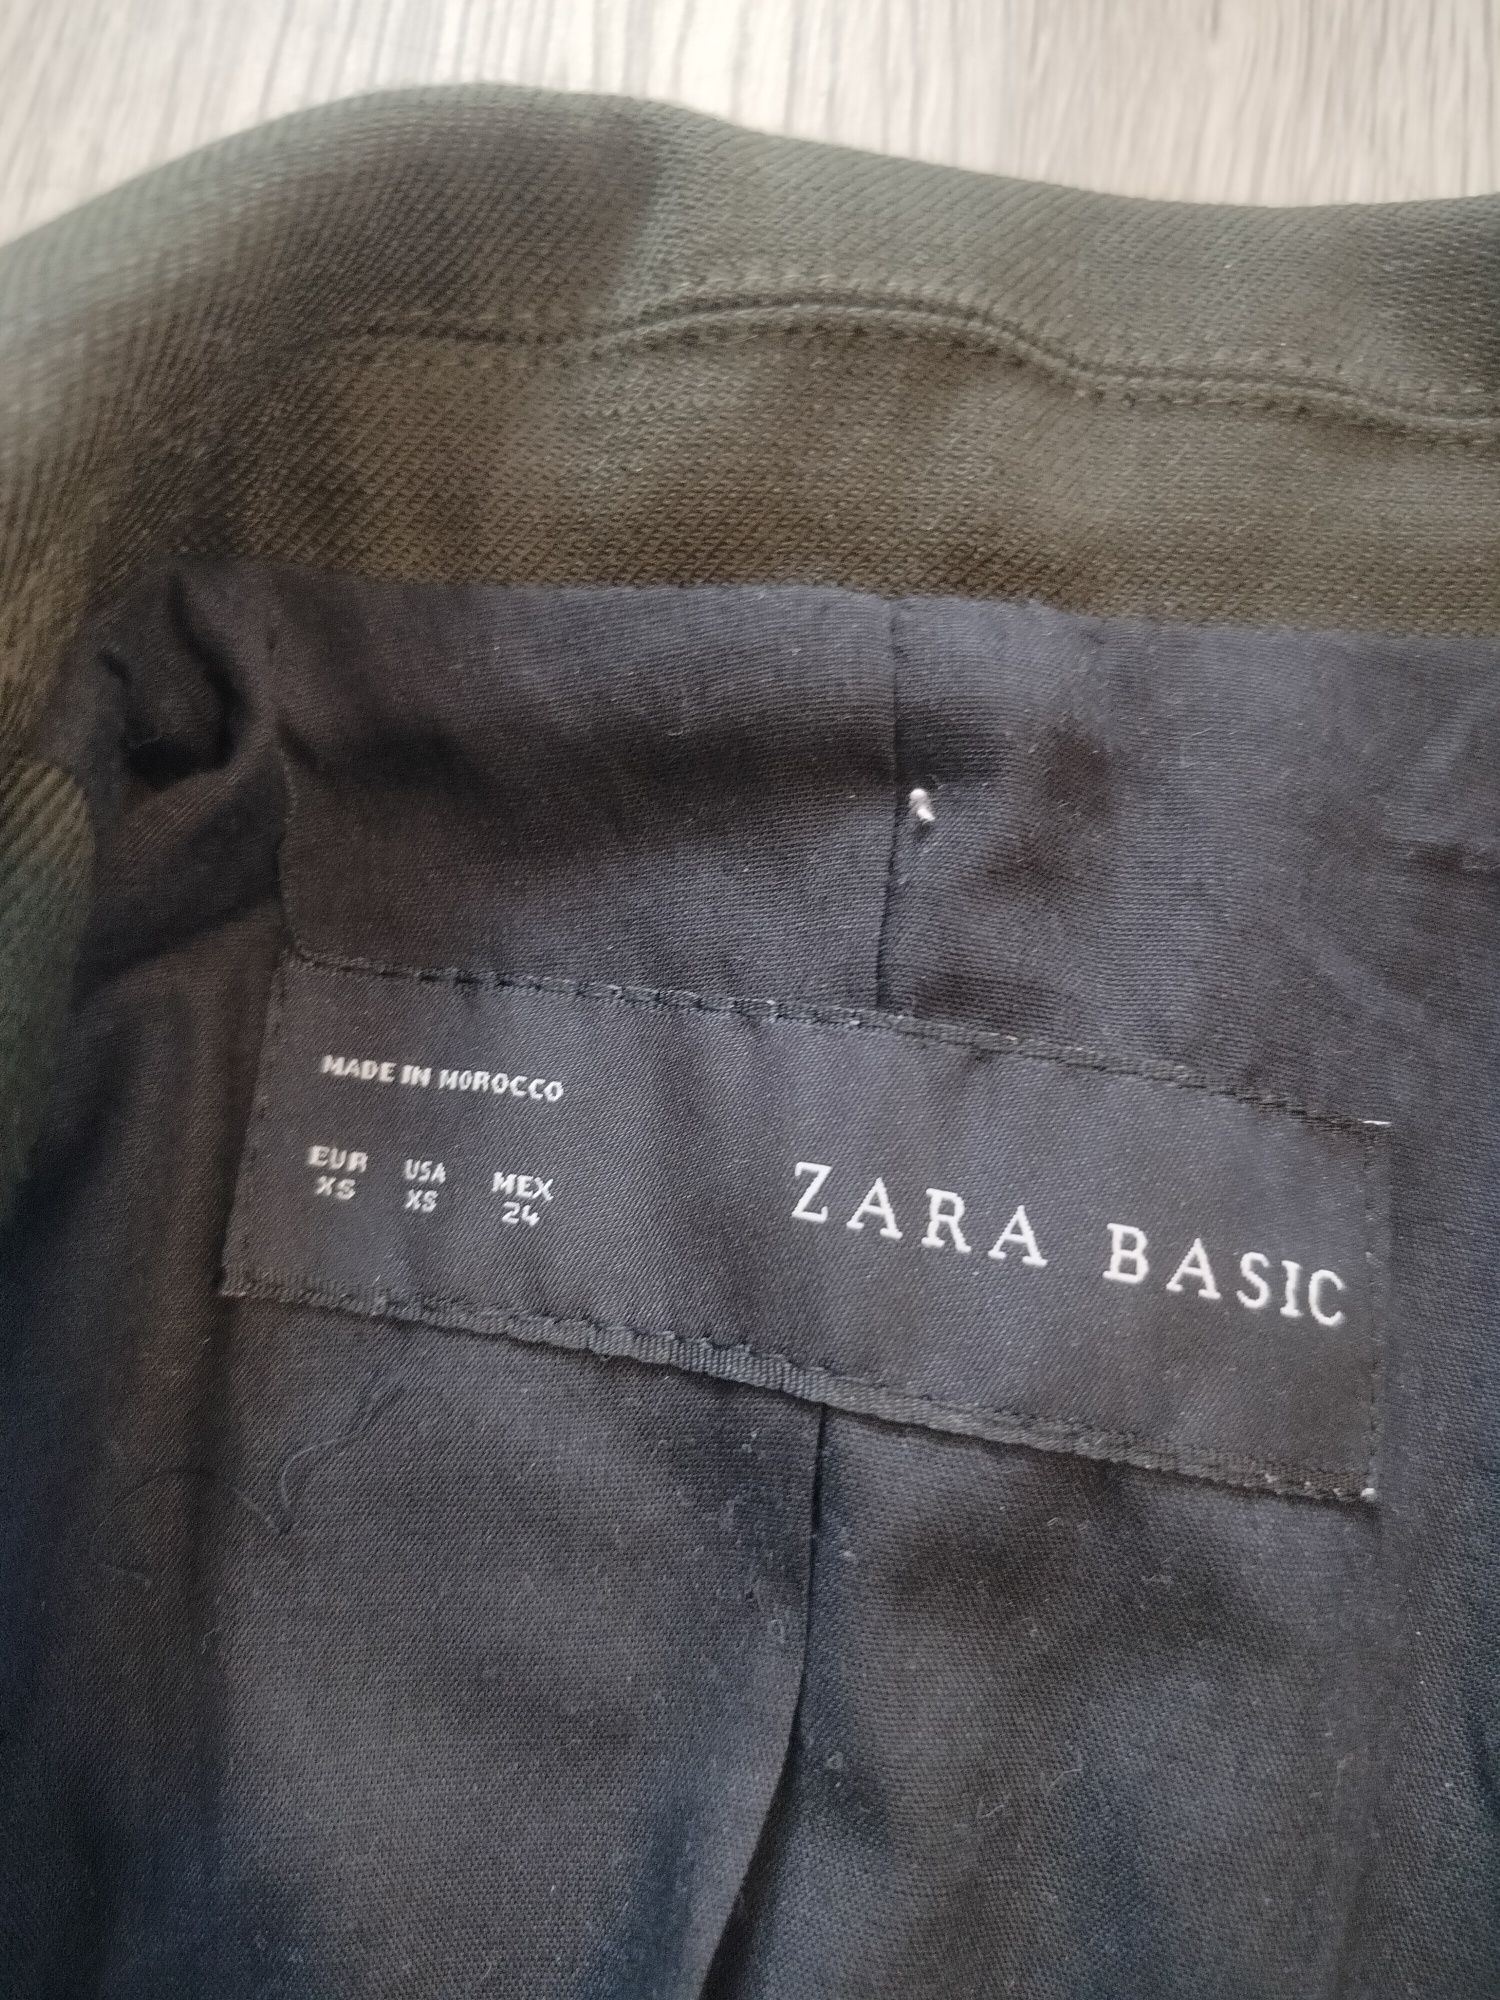 MADE IN MOROCCO
EUR USA MEX
XS XS 24
ZARA BASIC